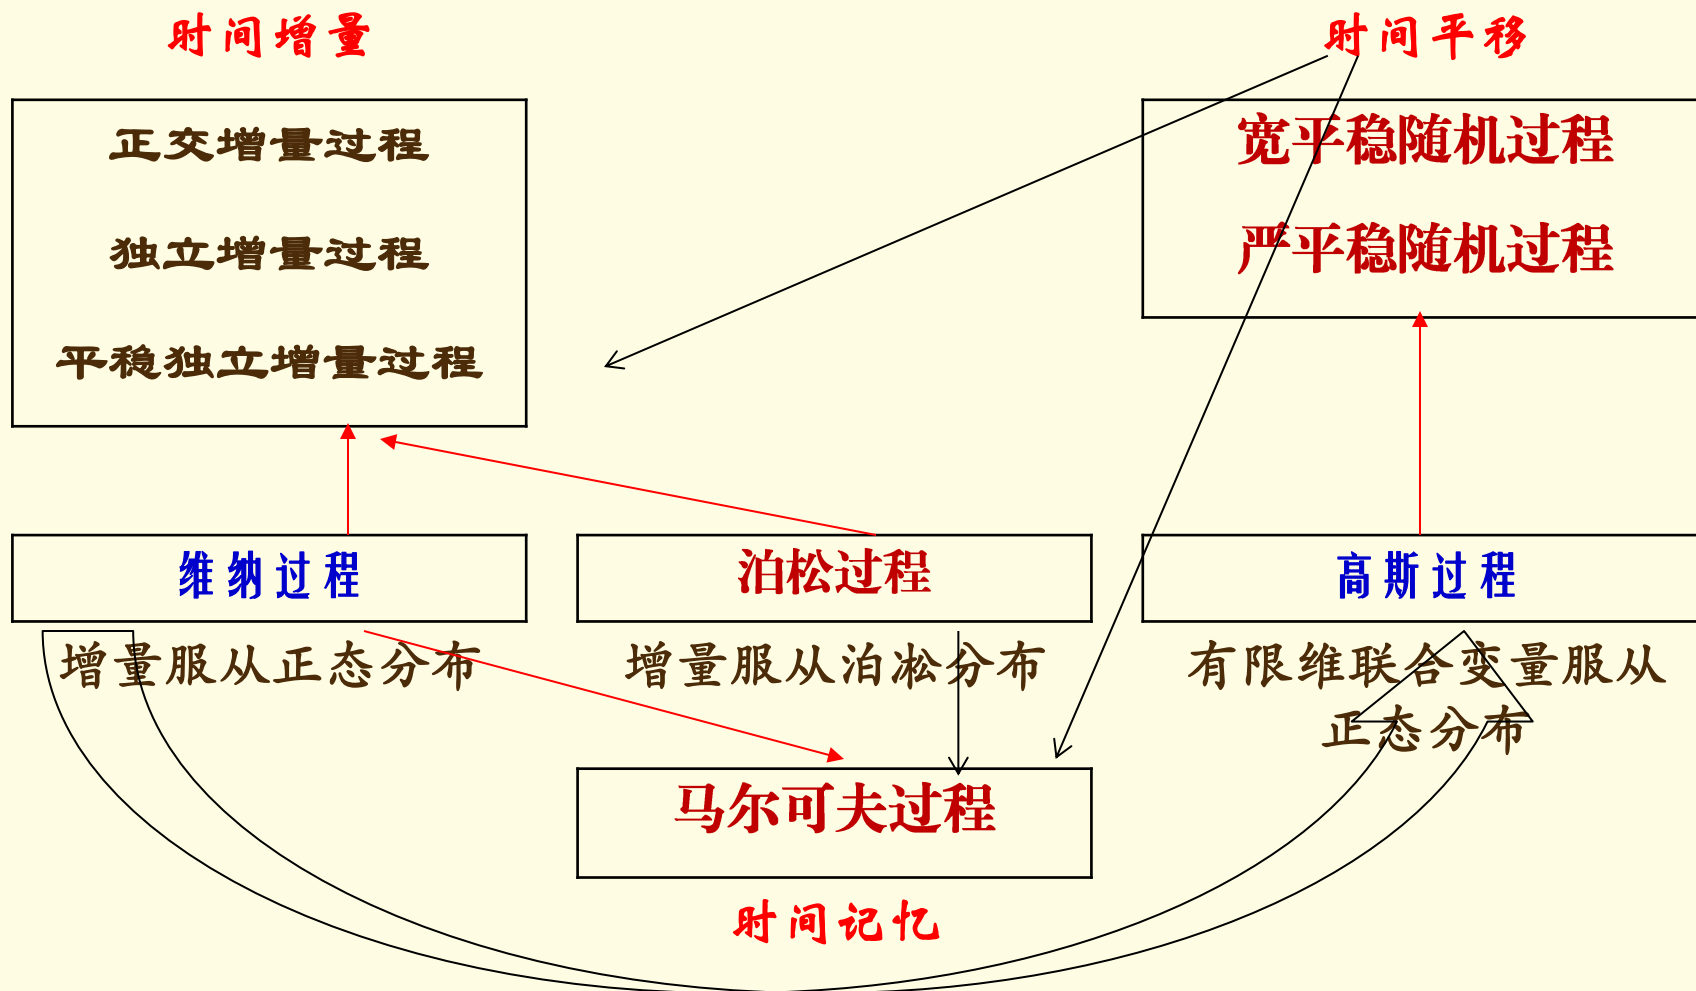 时间增量
时间平移
正交增量过程
独立增量过程
平稳独立增量过程
宽平稳随机过程
严平稳随机过程
维纳过程
泊松过程
高斯过程
增量服从正态分布
增量服从泊淞分布
有限维联合变量服从
正态分布
马尔可夫过程
时间记忆